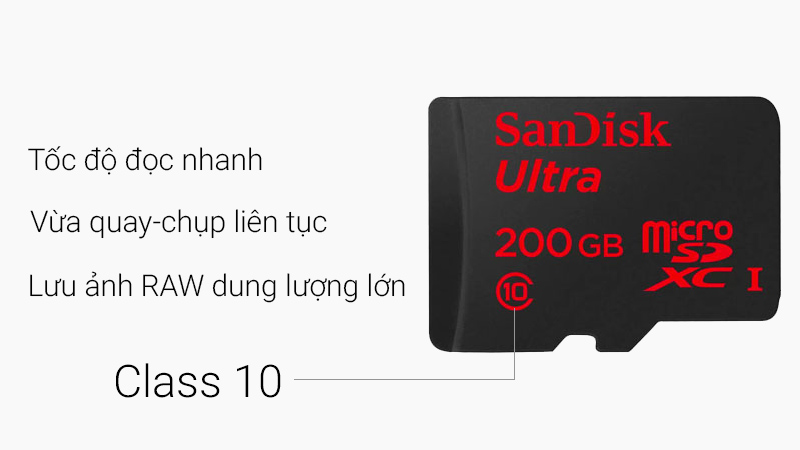 Tốc độ đọc nhanh
Vừa quay-chụp liên tục
Lưu ảnh RAW dung lượng lớn
Class 10
SanDisk
Ultra
200 GB
micro
SD
XC I
10